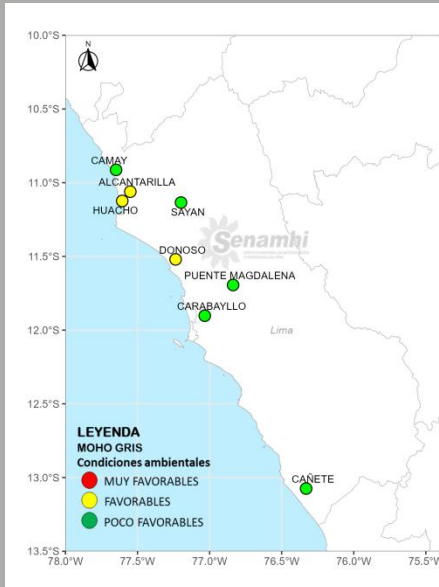 10.0°S
N
10.5°S
CAMAY
11.0°S
ALCANTARILLA
HUACHO
SAYAN
Senamhi
11.5°S
DONOSO
PUENTE MAGDALENA
CARABAYLLO
12.0°S
Lima
12.5°S
LEYENDA
MOHO GRIS
Condiciones ambientales
MUY FAVORABLES
FAVORABLES
POCO FAVORABLES
13.0°S
CAÑETE
13.5°S
78.0°W 77.5°W 77.0°W 76.5°W 76.0°W 75.5°W